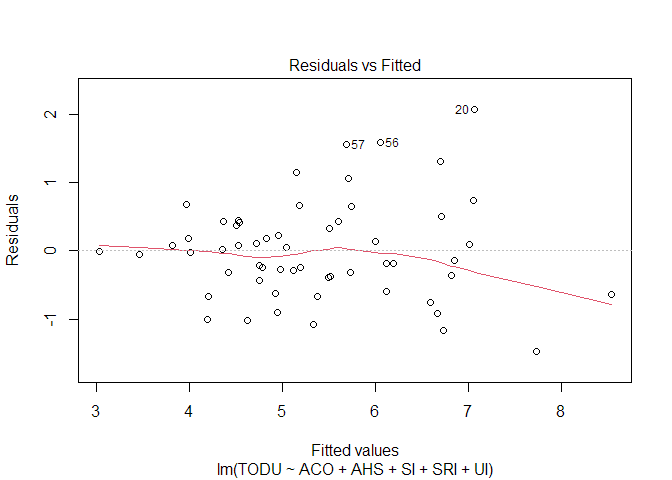 Residuals vs Fitted
Residuals
2
1
0
-1
20
57
56
3 4 5 6 7 8
Fitted values
lm(TODU ~ ACO + AHS + SI + SRI + UI)